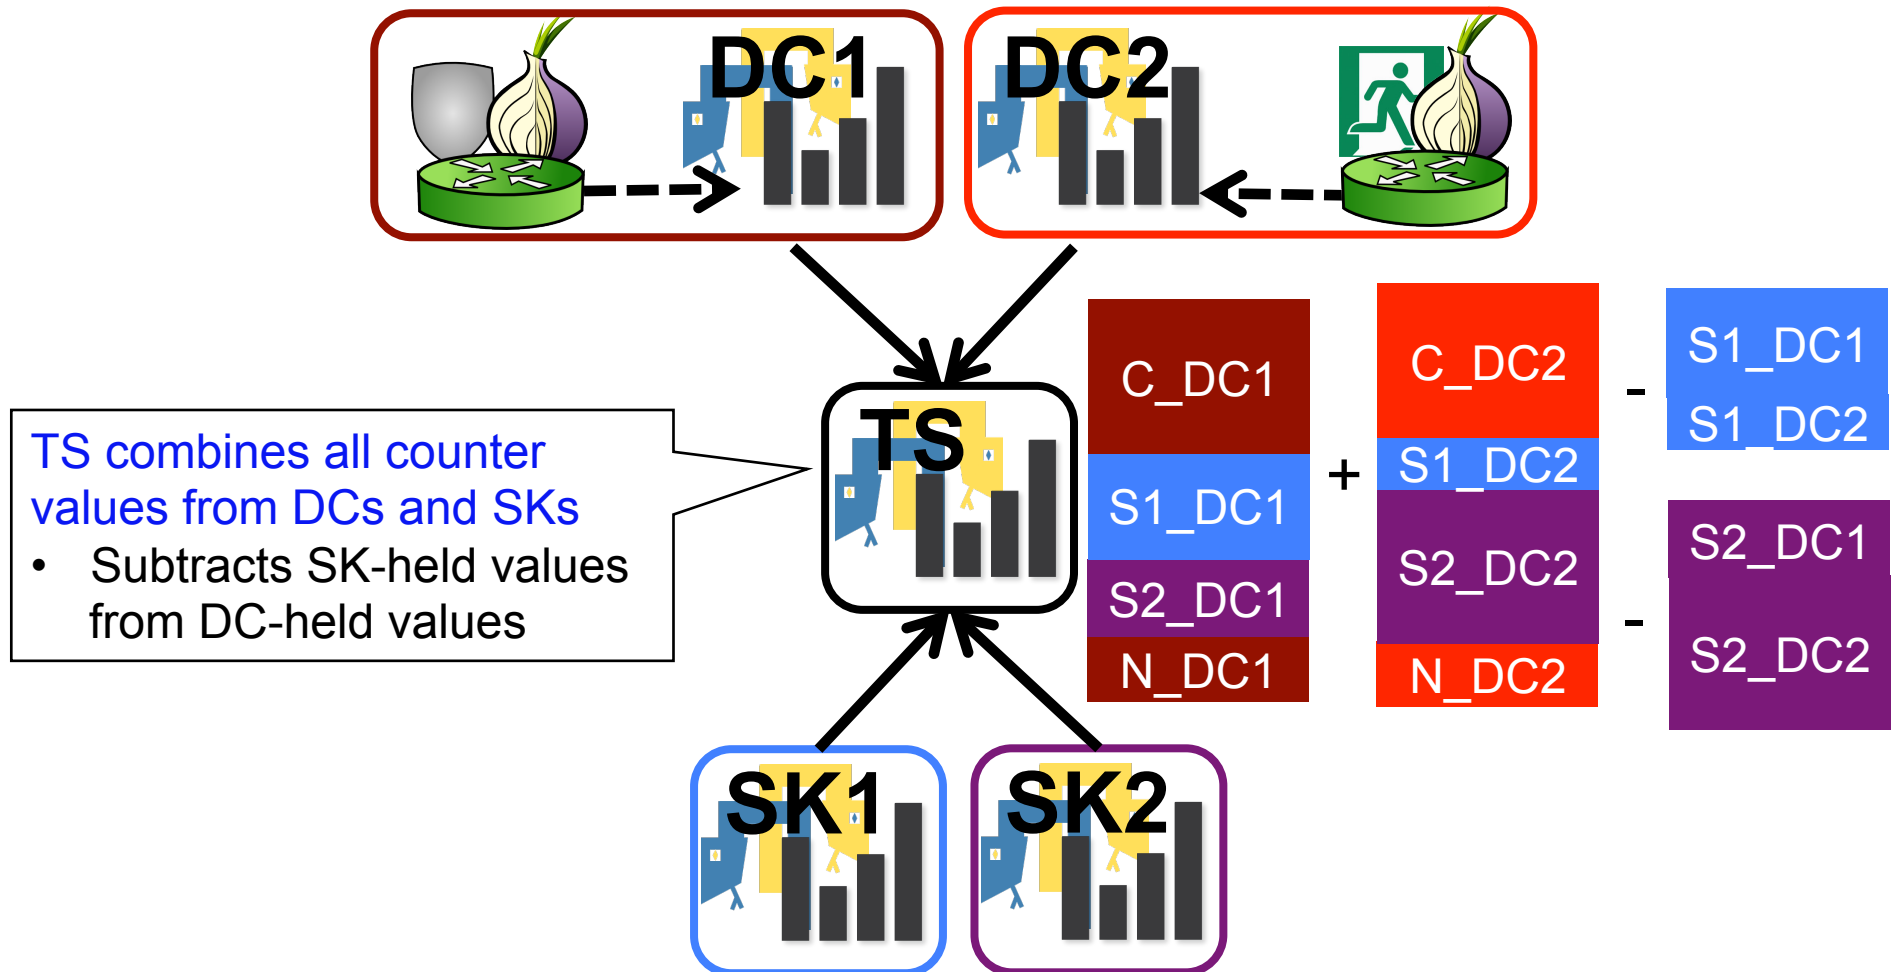 DC1
DC2
TS combines all counter
values from DCs and SKs
• Subtracts SK-held values
from DC-held values
TS
C_DC1
S1_DC1
S2_DC1
N_DC1
+
C_DC2
S1_DC2
S2_DC2
N_DC2
-
S1_DC1
S1_DC2
-
S2_DC1
S2_DC2
SK1
SK2